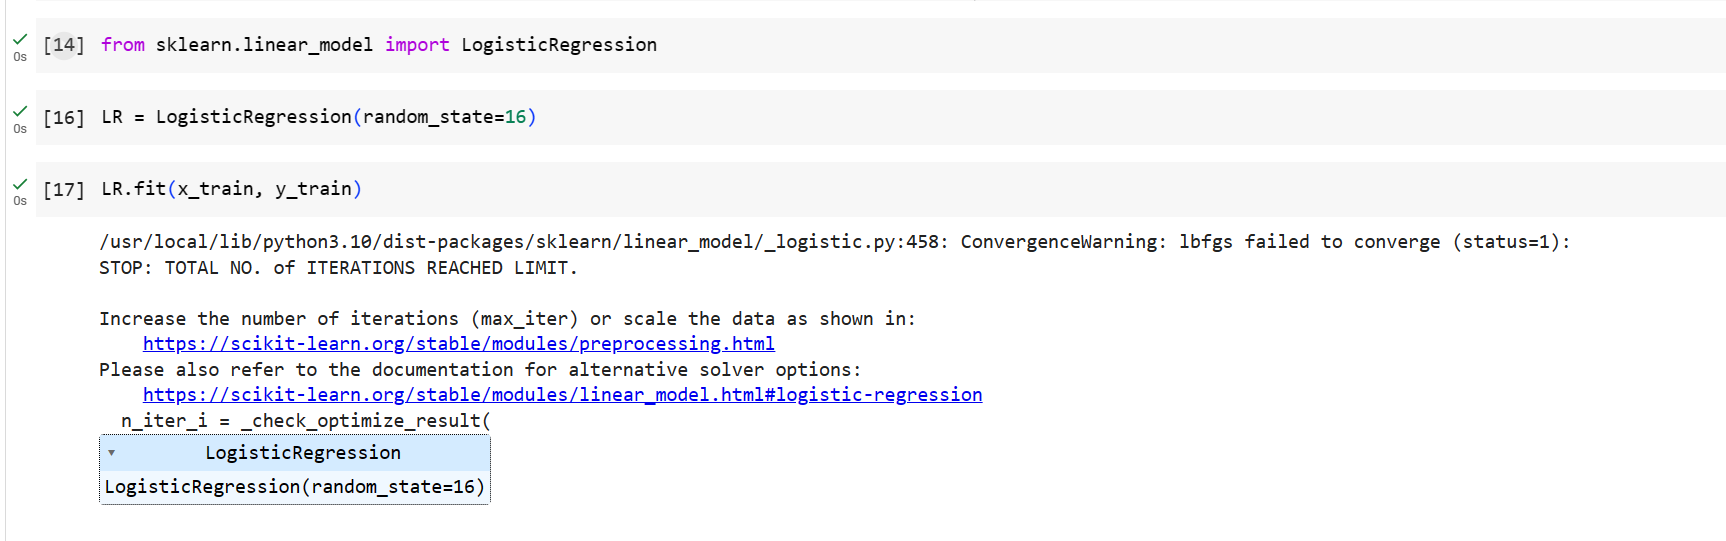 [14] from sklearn.linear_model import LogisticRegression
0s
[16] LR = LogisticRegression(random_state=16)
0s
[17] LR.fit(x_train, y_train)
0s
/usr/local/lib/python3.10/dist-packages/sklearn/linear_model/_logistic.py:458: ConvergenceWarning: lbfgs failed to converge (status=1):
STOP: TOTAL NO. of ITERATIONS REACHED LIMIT.
Increase the number of iterations (max_iter) or scale the data as shown in:
https://scikit-learn.org/stable/modules/preprocessing.html
Please also refer to the documentation for alternative solver options:
https://scikit-learn.org/stable/modules/linear_model.html#logistic-regression
n_iter_i = _check_optimize_result(
LogisticRegression
LogisticRegression(random_state=16)